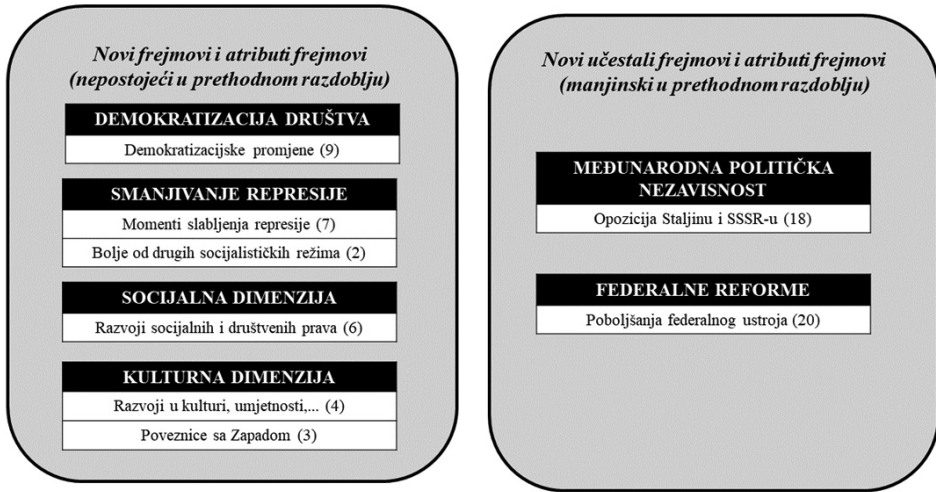 Novi frejmovi i atributi frejmovi
(nepostojeći u prethodnom razdoblju)
DEMOKRATIZACIJA DRUŠTVA
Demokratizacijske promjene (9)
SMANJIVANJE REPRESIJE
Momenti slabljenja represije (7)
Bolje od drugih socijalističkih režima (2)
SOCIJALNA DIMENZIJA
Razvoji socijalnih i društvenih prava (6)
KULTURNA DIMENZIJA
Razvoji u kulturi, umjetnosti,... (4)
Poveznice sa Zapadom (3)
Novi učestali frejmovi i atributi frejmovi
(manjinski u prethodnom razdoblju)
MEĐUNARODNA POLITIČKA
NEZAVISNOST
Opozicija Staljinu i SSSR-u (18)
FEDERALNE REFORME
Poboljšanja federalnog ustroja (20)